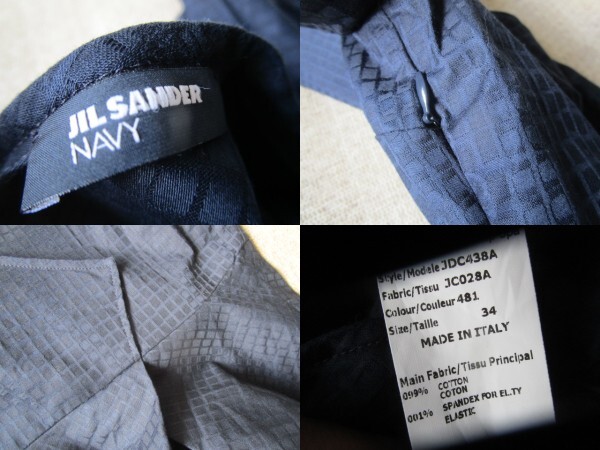 JIL SANDER
NAVY
Style/Modele JDC438A
Fabric/Tissu JC028A
Colour/Couleur 481
Size/Taille 34
MADE IN ITALY
Main Fabric/Tissu Principal
099% COTTON
COTON
001% SPANDEX FOR EL.TY
ELASTIC